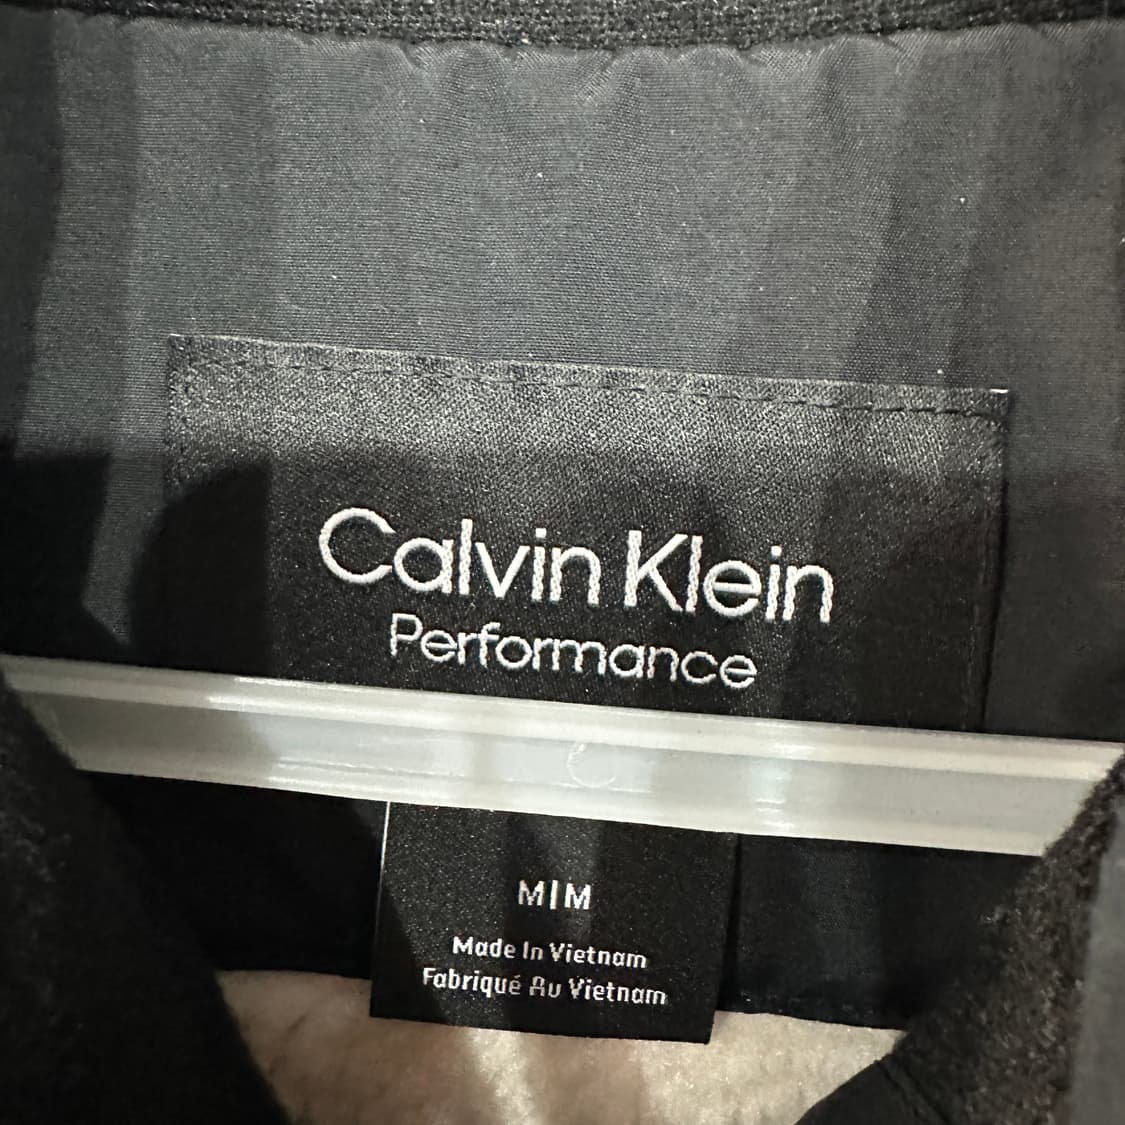 Calvin Klein
Performance
M|M
Made In Vietnam
Fabriqué Au Vietnam